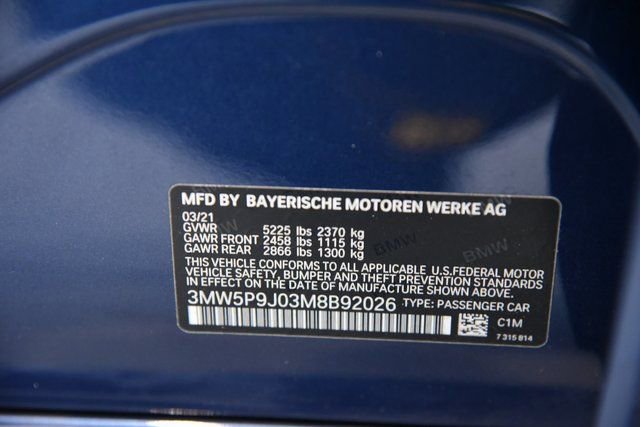 MFD BY BAYERISCHE MOTOREN WERKE AG
03/21
GVWR 5225 lbs 2370 kg
GAWR FRONT 2458 lbs 1115 kg
GAWR REAR 2866 lbs 1300 kg
THIS VEHICLE CONFORMS TO ALL APPLICABLE U.S.FEDERAL MOTOR
VEHICLE SAFETY, BUMPER AND THEFT PREVENTION STANDARDS
IN EFFECT ON THE DATE OF MANUFACTURE SHOWN ABOVE.
3MW5P9J03M8B92026 TYPE: PASSENGER CAR
C1M
7 315 814
BMW
BMW